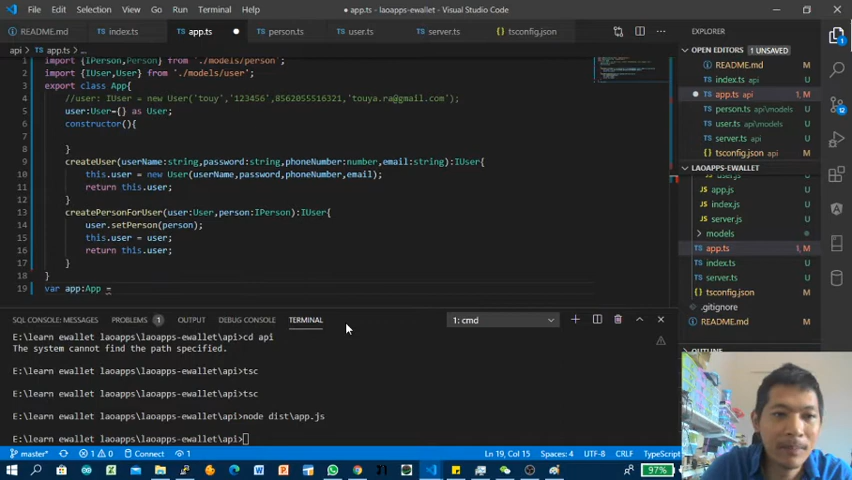 File Edit Selection View Go Run Terminal Help
● app.ts - laoapps-ewallet - Visual Studio Code
README.md
index.ts
app.ts
person.ts
user.ts
server.ts
tsconfig.json
api > app.ts > ...
1 import {IPerson,Person} from './models/person';
2 import {IUser,User} from './models/user';
3 export class App{
4 //user: IUser = new User('touy','123456',8562055516321,'touya.ra@gmail.com');
5 user:User={} as User;
6 constructor(){
7
8 }
9 createUser(userName:string,password:string,phoneNumber:number,email:string):IUser{
10 this.user = new User(userName,password,phoneNumber,email);
11 return this.user;
12 }
13 createPersonForUser(user:User,person:IPerson):IUser{
14 user.setPerson(person);
15 this.user = user;
16 return this.user;
17 }
18 }
19 var app:App =
SQL CONSOLE: MESSAGES PROBLEMS 1 OUTPUT DEBUG CONSOLE TERMINAL
1: cmd
E:\learn ewallet laoapps\laoapps-ewallet\api>cd api
The system cannot find the path specified.
E:\learn ewallet laoapps\laoapps-ewallet\api>tsc
E:\learn ewallet laoapps\laoapps-ewallet\api>tsc
E:\learn ewallet laoapps\laoapps-ewallet\api>node dist\app.js
E:\learn ewallet laoapps\laoapps-ewallet\api>
EXPLORER
OPEN EDITORS 1 UNSAVED
README.md U
index.ts api U
app.ts api 1, M
person.ts api\models U
user.ts api\models U
server.ts api U
tsconfig.json api M
LAOAPPS-EWALLET
app.js U
index.js U
server.js U
models
app.ts 1, M
index.ts U
server.ts U
tsconfig.json M
.gitignore
README.md U
OUTLINE
master* 1 0 Connect 1
Ln 19, Col 15 Spaces: 4 UTF-8 CRLF TypeScript
97%